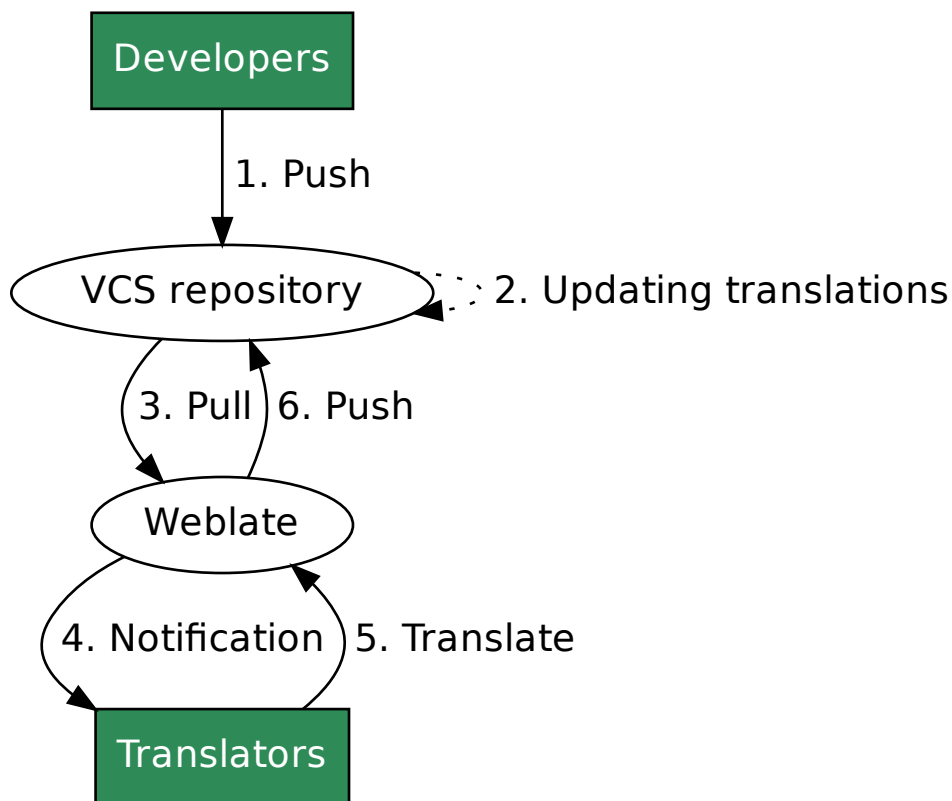 Developers
1. Push
VCS repository
2. Updating translations
3. Pull
6. Push
Weblate
4. Notification
5. Translate
Translators